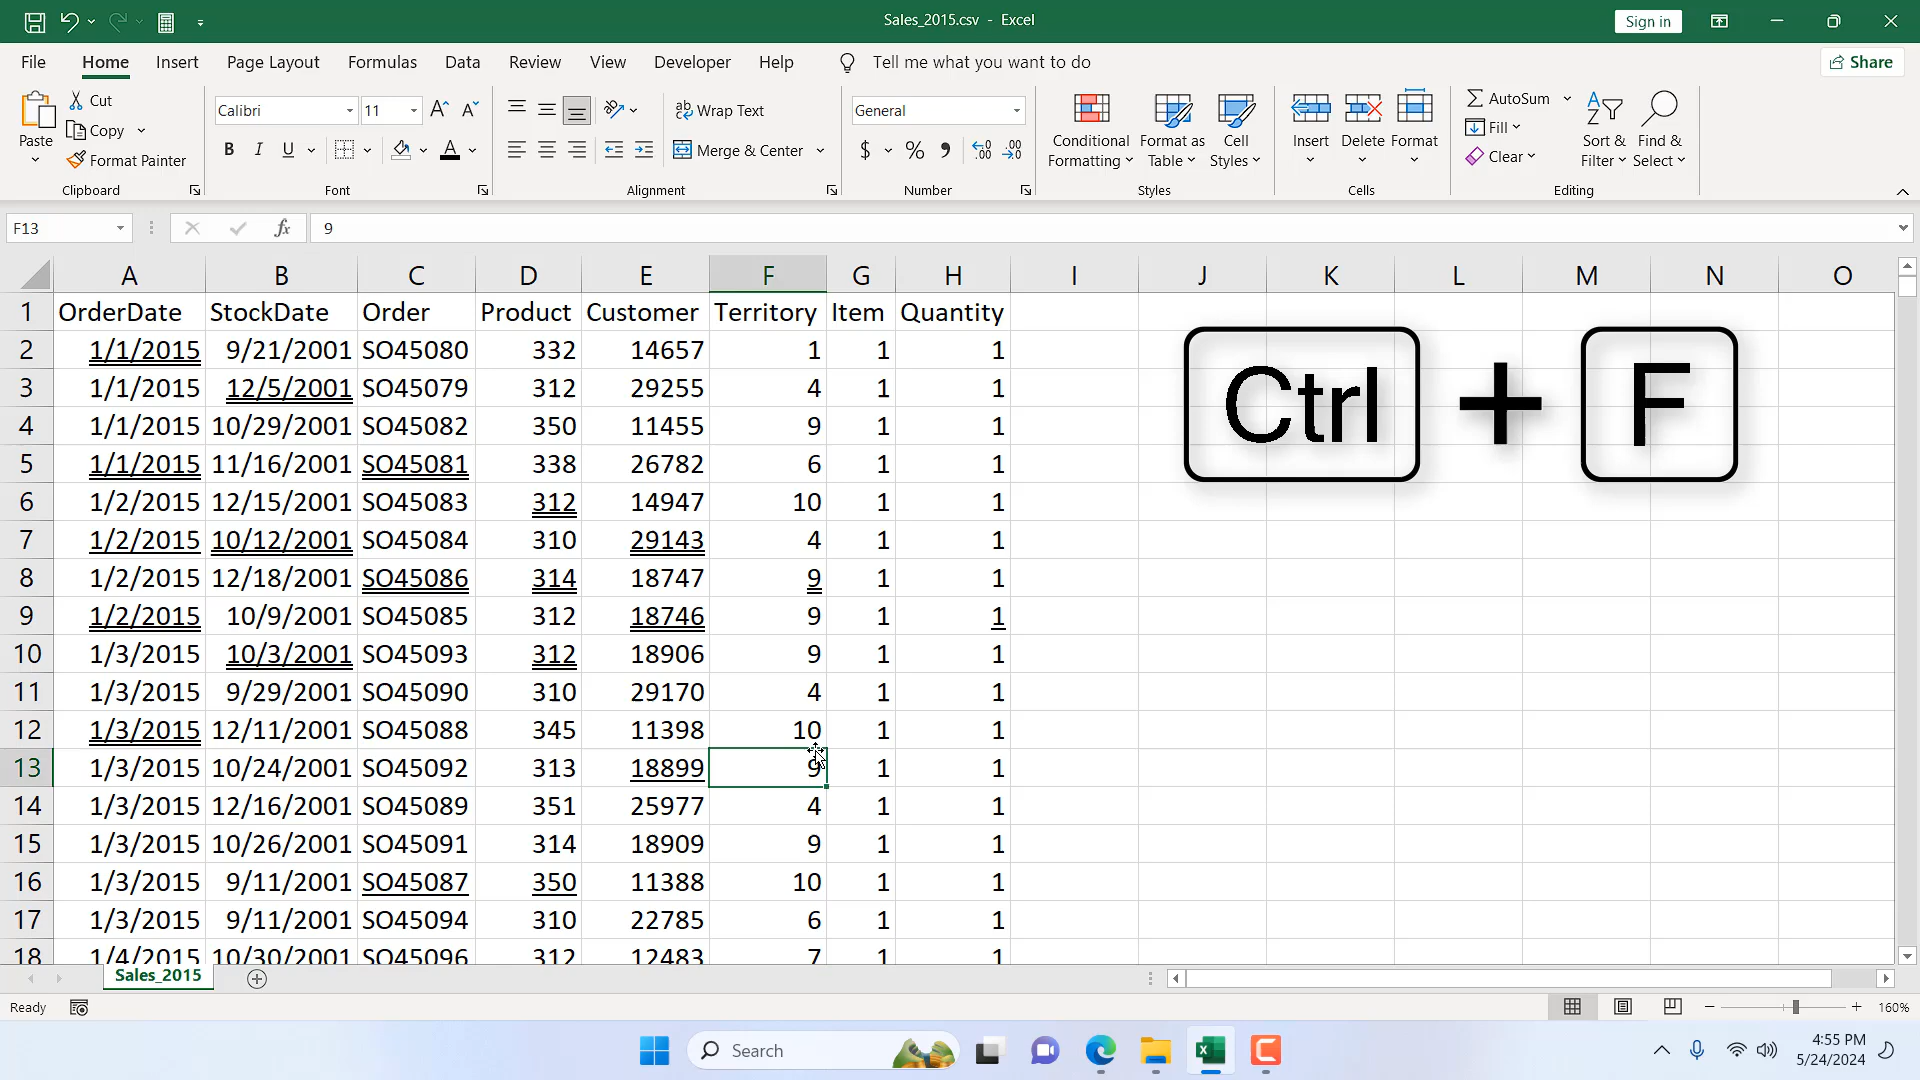 Sales_2015.csv - Excel
Sign in
File Home Insert Page Layout Formulas Data Review View Developer Help Tell me what you want to do Share
Paste Cut Copy Format Painter Clipboard
Calibri 11 B I U A Font
Wrap Text Merge & Center Alignment
General $ % Number
Conditional Formatting Format as Table Cell Styles Styles
Insert Delete Format Cells
AutoSum Fill Clear Sort & Filter Find & Select Editing
F13 fx 9
A B C D E F G H I J K L M N O
1 OrderDate StockDate Order Product Customer Territory Item Quantity
2 1/1/2015 9/21/2001 SO45080 332 14657 1 1 1
3 1/1/2015 12/5/2001 SO45079 312 29255 4 1 1
4 1/1/2015 10/29/2001 SO45082 350 11455 9 1 1
5 1/1/2015 11/16/2001 SO45081 338 26782 6 1 1
6 1/2/2015 12/15/2001 SO45083 312 14947 10 1 1
7 1/2/2015 10/12/2001 SO45084 310 29143 4 1 1
8 1/2/2015 12/18/2001 SO45086 314 18747 9 1 1
9 1/2/2015 10/9/2001 SO45085 312 18746 9 1 1
10 1/3/2015 10/3/2001 SO45093 312 18906 9 1 1
11 1/3/2015 9/29/2001 SO45090 310 29170 4 1 1
12 1/3/2015 12/11/2001 SO45088 345 11398 10 1 1
13 1/3/2015 10/24/2001 SO45092 313 18899 9 1 1
14 1/3/2015 12/16/2001 SO45089 351 25977 4 1 1
15 1/3/2015 10/26/2001 SO45091 314 18909 9 1 1
16 1/3/2015 9/11/2001 SO45087 350 11388 10 1 1
17 1/3/2015 9/11/2001 SO45094 310 22785 6 1 1
18 1/4/2015 10/30/2001 SO45096 312 12483 7 1 1
Ctrl + F
Sales_2015
Ready 160%
Search
4:55 PM
5/24/2024